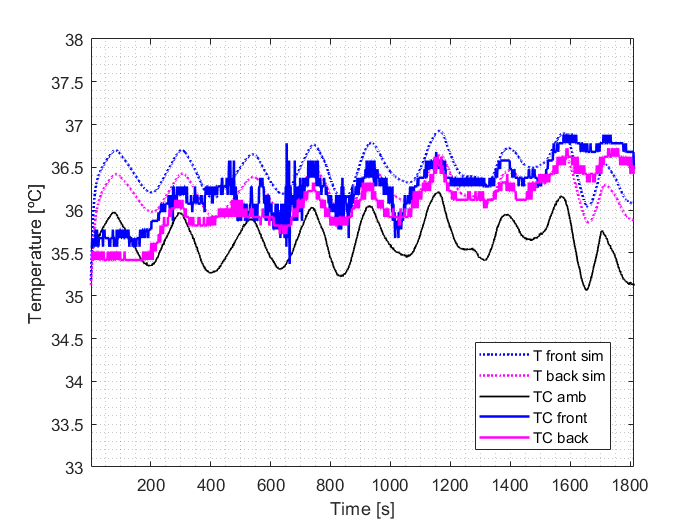 38
37.5
37
36.5
36
35.5
35
34.5
34
33.5
33
Temperature [ºC]
200 400 600 800 1000 1200 1400 1600 1800
Time [s]
T front sim
T back sim
TC amb
TC front
TC back